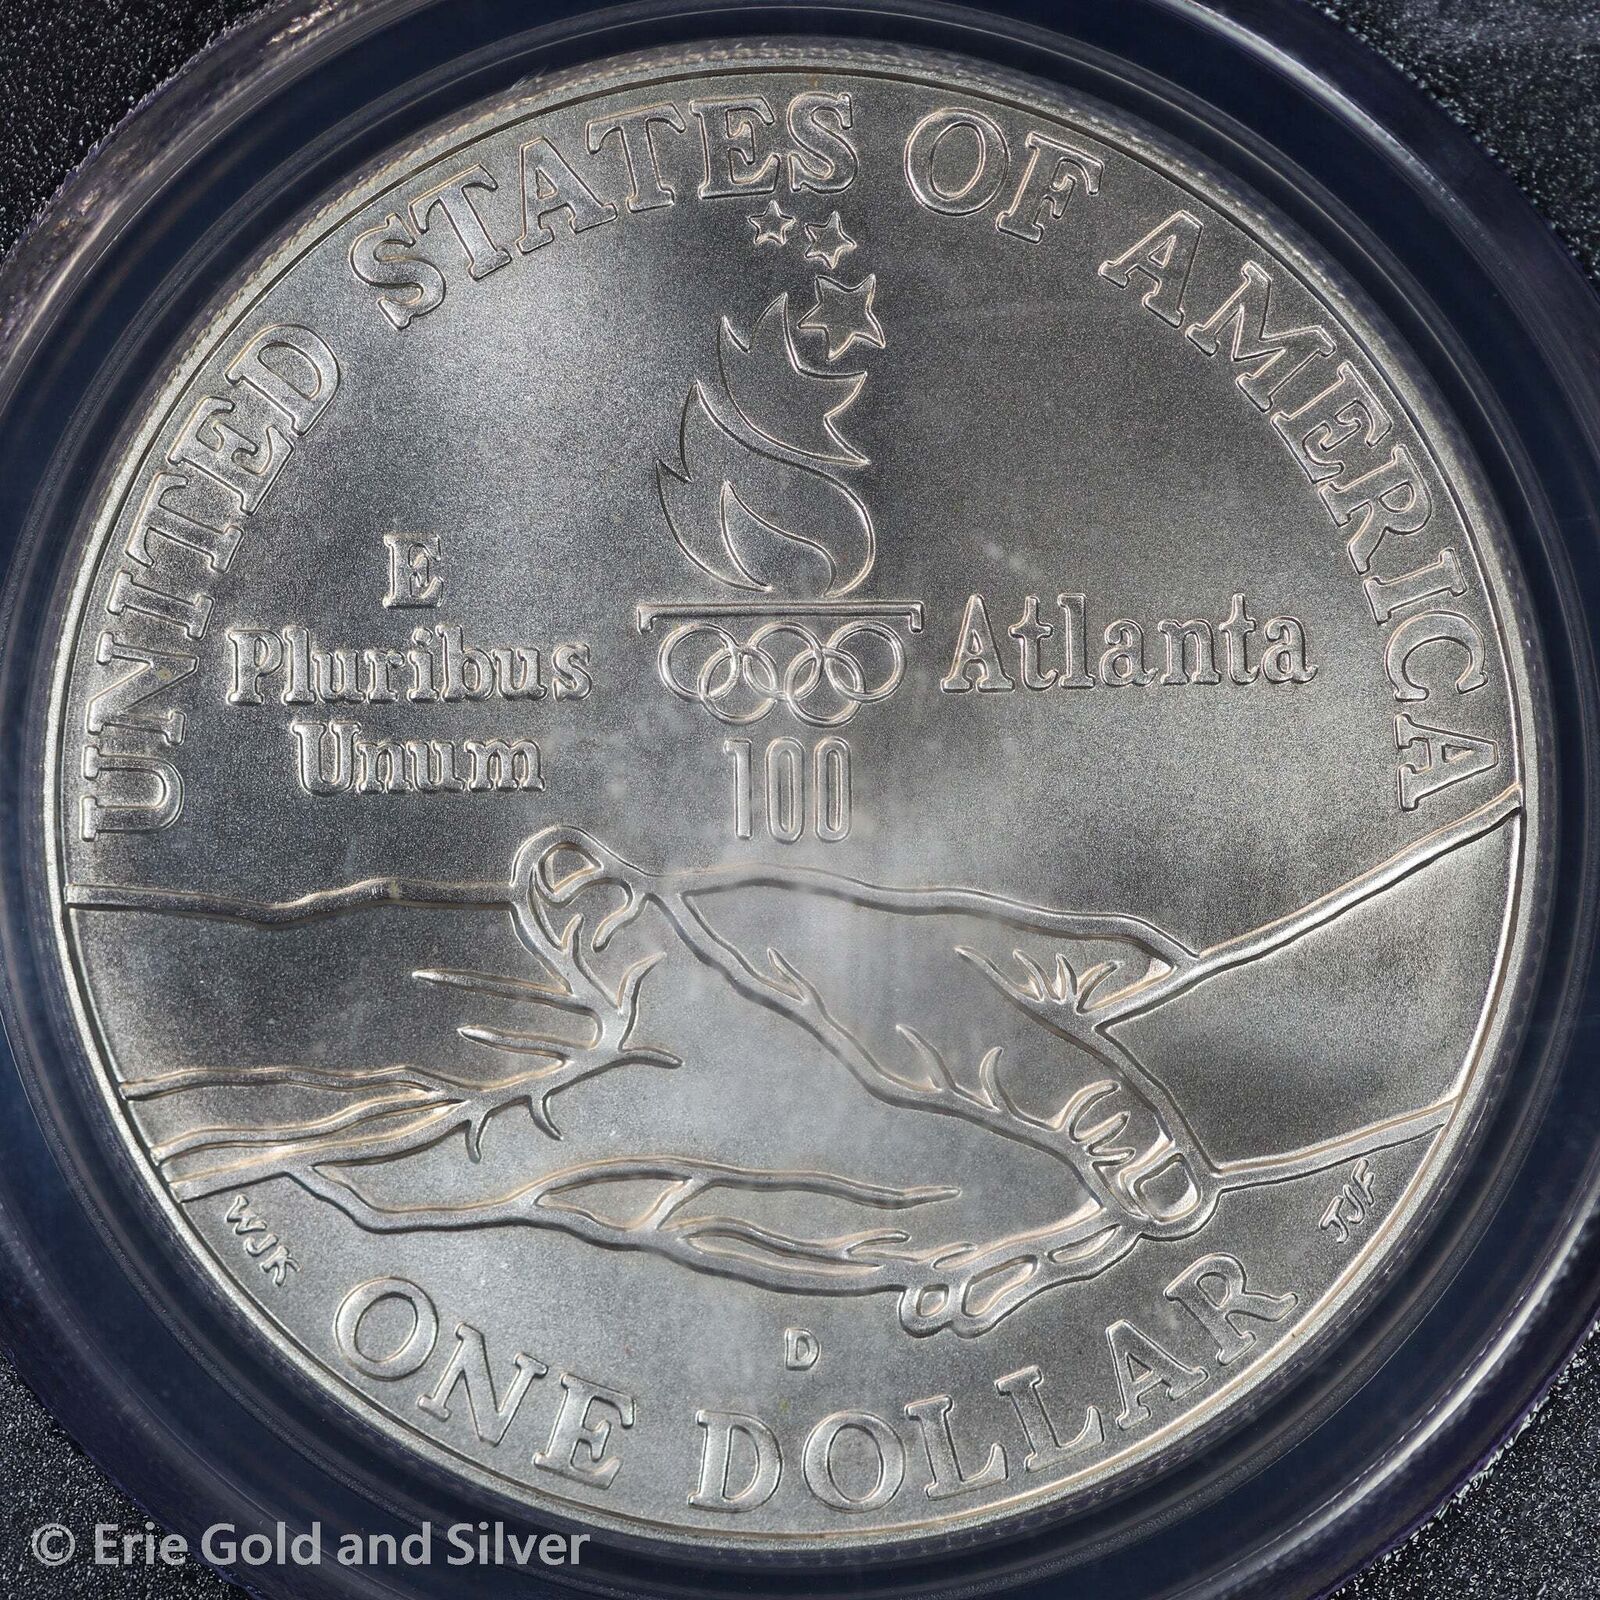 UNITED STATES OF AMERICA
E
Pluribus
Unum
Atlanta
100
WJK
TJF
D
ONE DOLLAR
© Erie Gold and Silver